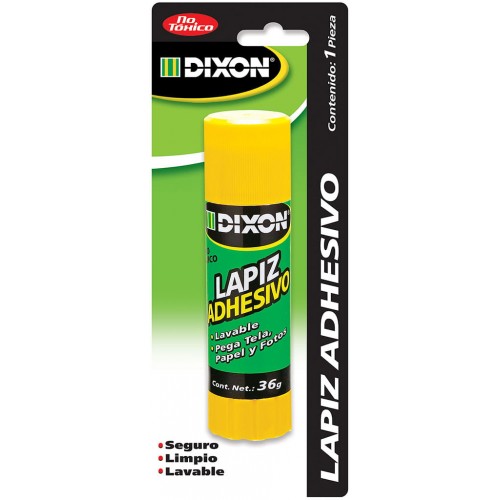 No
Tóxico
DIXON®
Contenido: 1 Pieza
LAPIZ ADHESIVO
DIXON®
LAPIZ
ADHESIVO
• Lavable
• Pega Tela,
Papel y Fotos
Cont. Net.: 36g
• Seguro
• Limpio
• Lavable